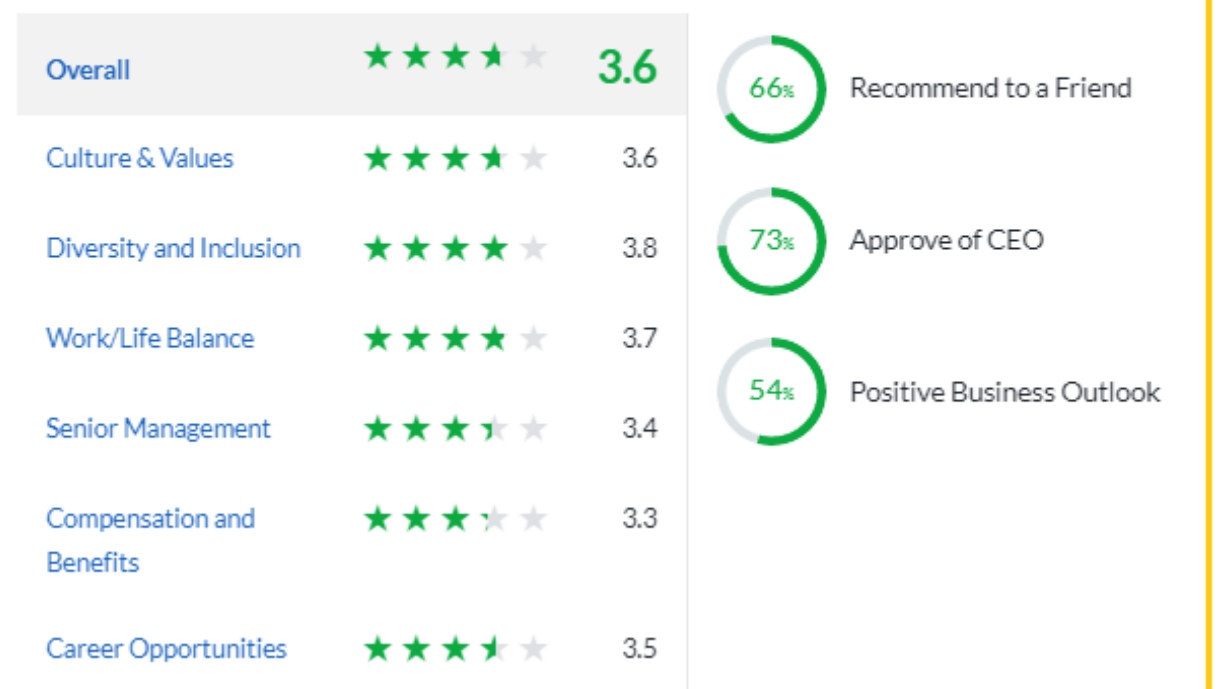 Overall 3.6
Culture & Values 3.6
Diversity and Inclusion 3.8
Work/Life Balance 3.7
Senior Management 3.4
Compensation and 3.3
Benefits
Career Opportunities 3.5
66% Recommend to a Friend
73% Approve of CEO
54% Positive Business Outlook